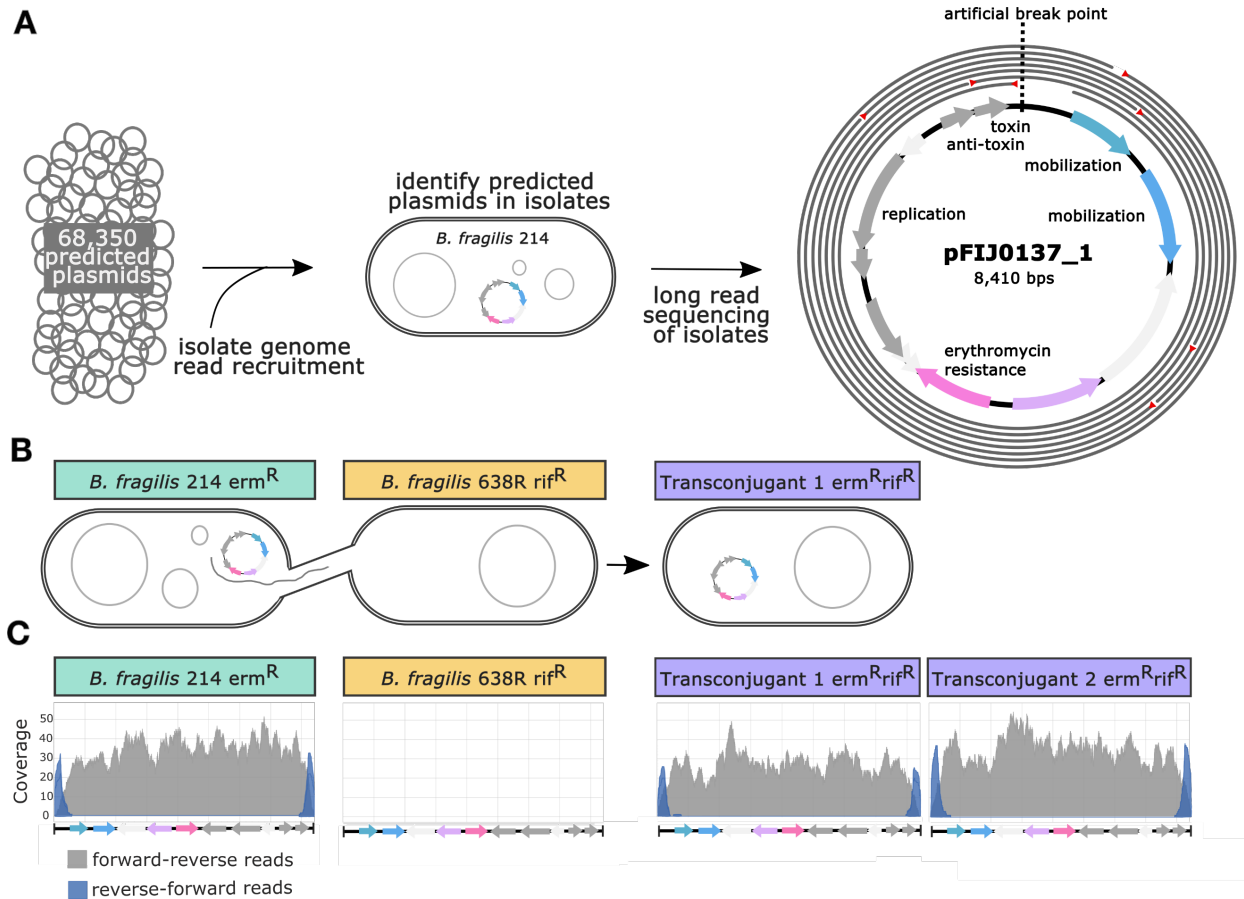 A
artificial break point
68,350
predicted
plasmids
isolate genome
read recruitment
identify predicted
plasmids in isolates
B. fragilis 214
long read
sequencing
of isolates
toxin
anti-toxin
mobilization
replication
mobilization
pFIJ0137_1
8,410 bps
erythromycin
resistance
B
B. fragilis 214 ermR
B. fragilis 638R rifR
Transconjugant 1 ermRrifR
C
B. fragilis 214 ermR
B. fragilis 638R rifR
Transconjugant 1 ermRrifR
Transconjugant 2 ermRrifR
Coverage
50
40
30
20
10
0
forward-reverse reads
reverse-forward reads